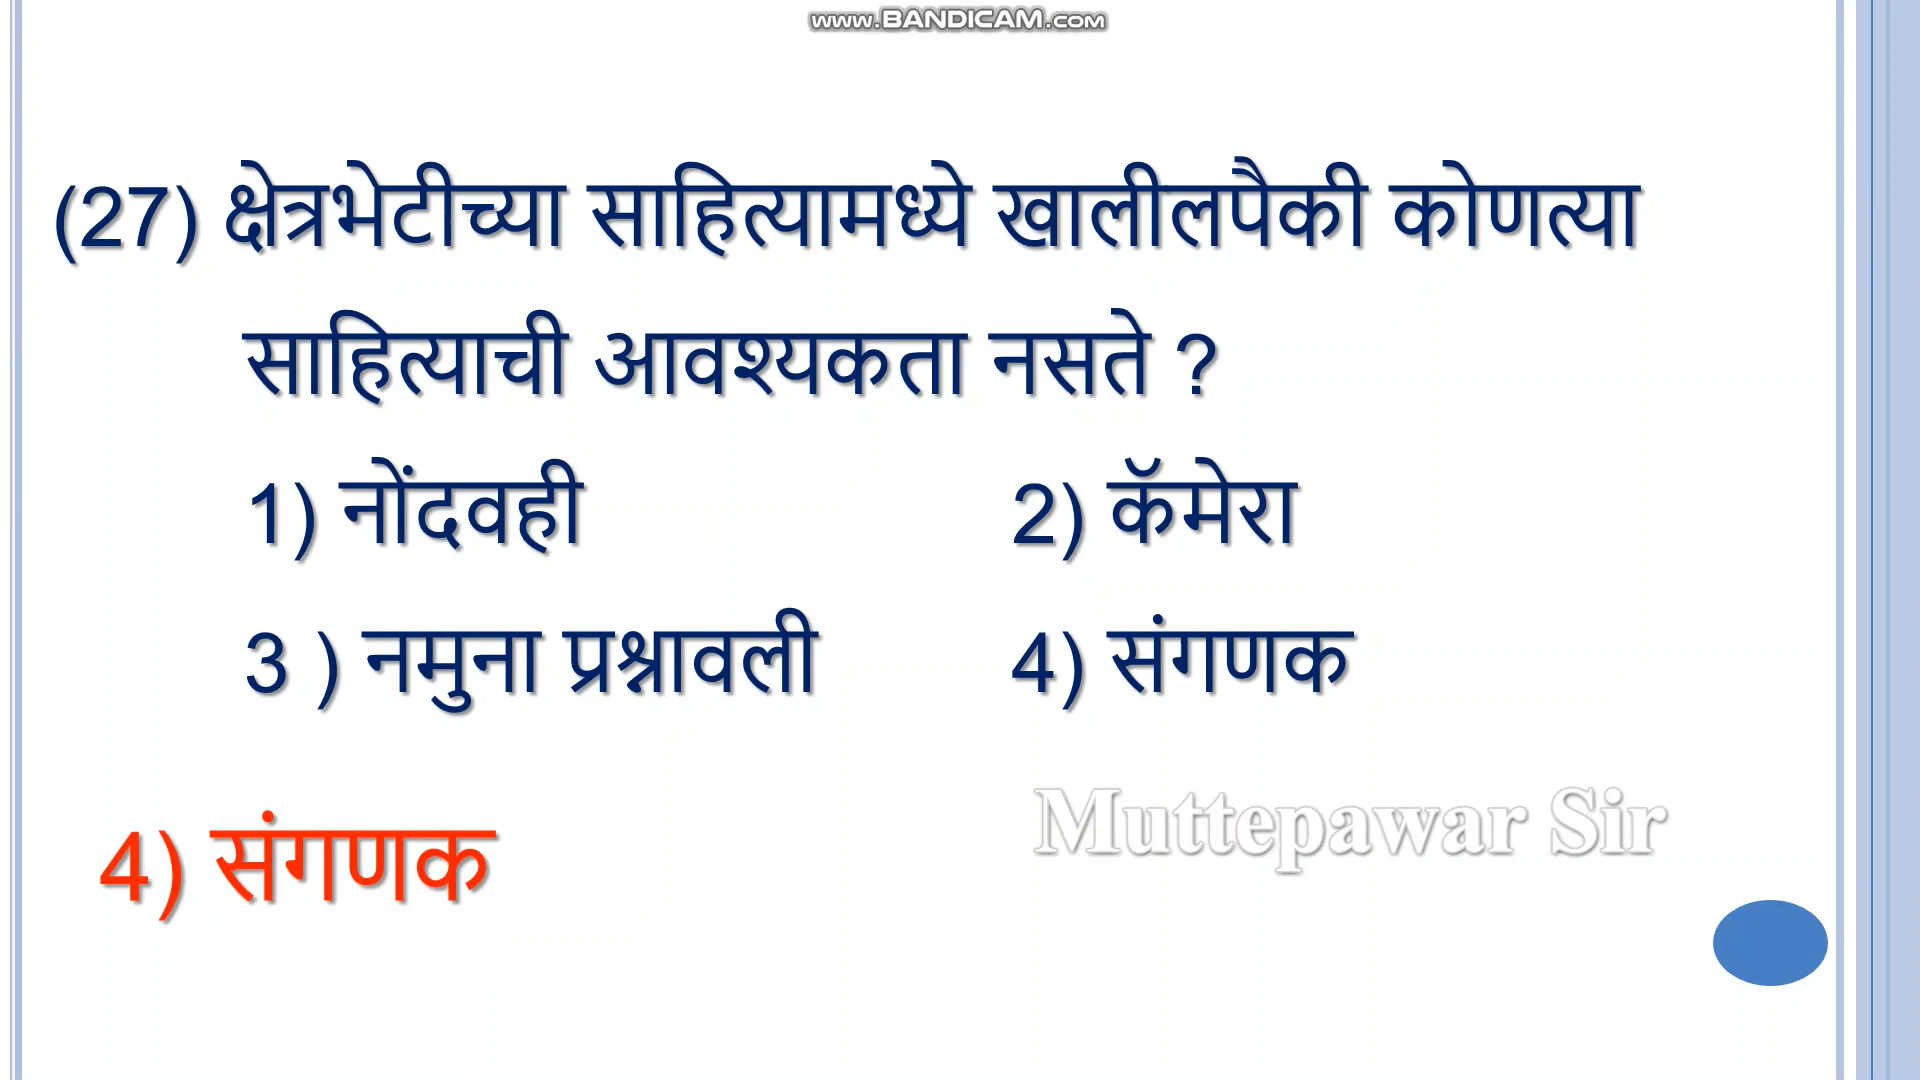 www.BANDICAM.com
(27) क्षेत्रभेटीच्या साहित्यामध्ये खालीलपैकी कोणत्या
साहित्याची आवश्यकता नसते ?
1) नोंदवही 2) कॅमेरा
3 ) नमुना प्रश्नावली 4) संगणक
Muttepawar Sir
4) संगणक